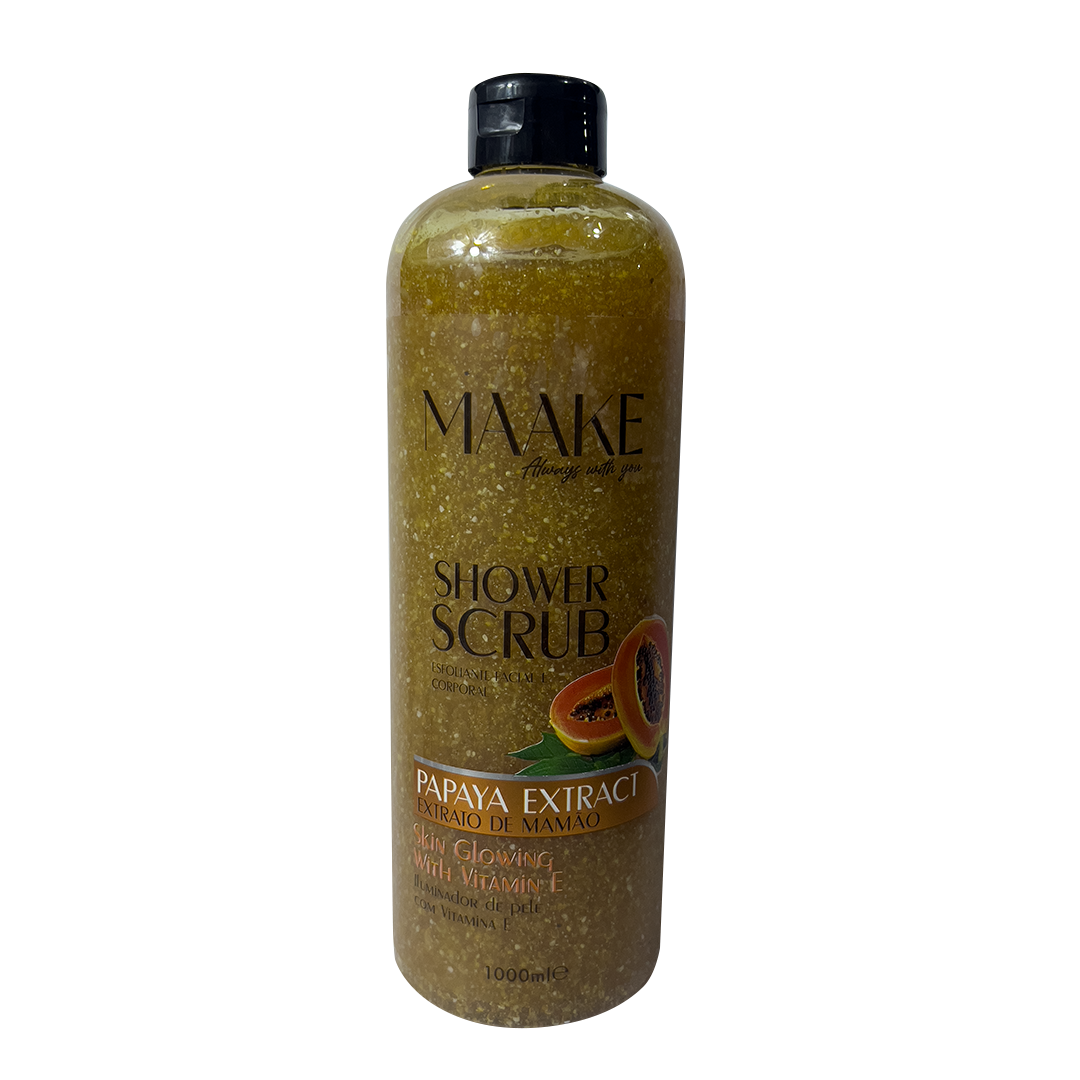 MAAKE
Always with you
SHOWER
SCRUB
ESFOLIANTE FACIAL E
CORPORAL
PAPAYA EXTRACT
EXTRATO DE MAMÃO
Skin Glowing
With Vitamin E
Iluminador de pele
com Vitamina E
1000ml℮